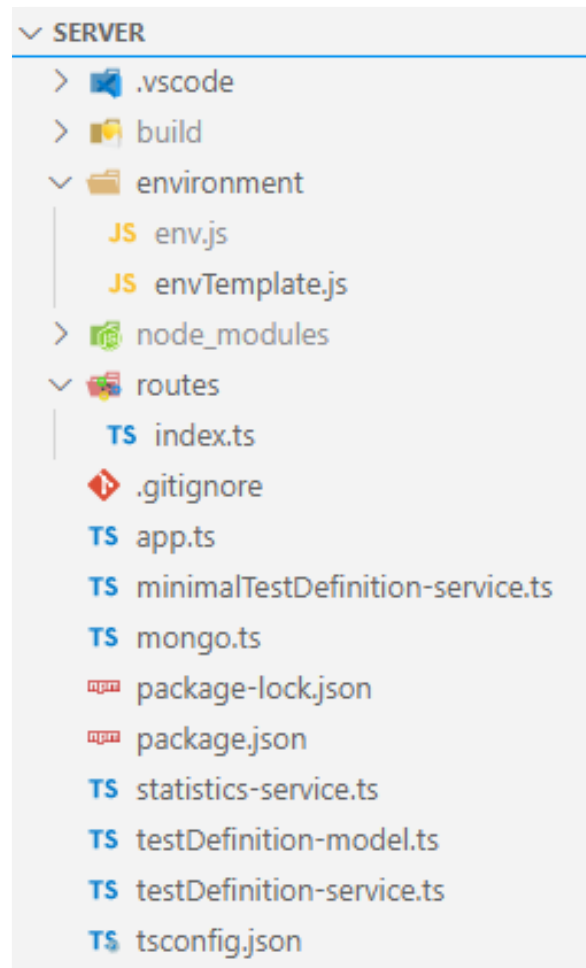 SERVER
.vscode
build
environment
JS env.js
JS envTemplate.js
node_modules
routes
TS index.ts
.gitignore
TS app.ts
TS minimalTestDefinition-service.ts
TS mongo.ts
npm package-lock.json
npm package.json
TS statistics-service.ts
TS testDefinition-model.ts
TS testDefinition-service.ts
TS tsconfig.json